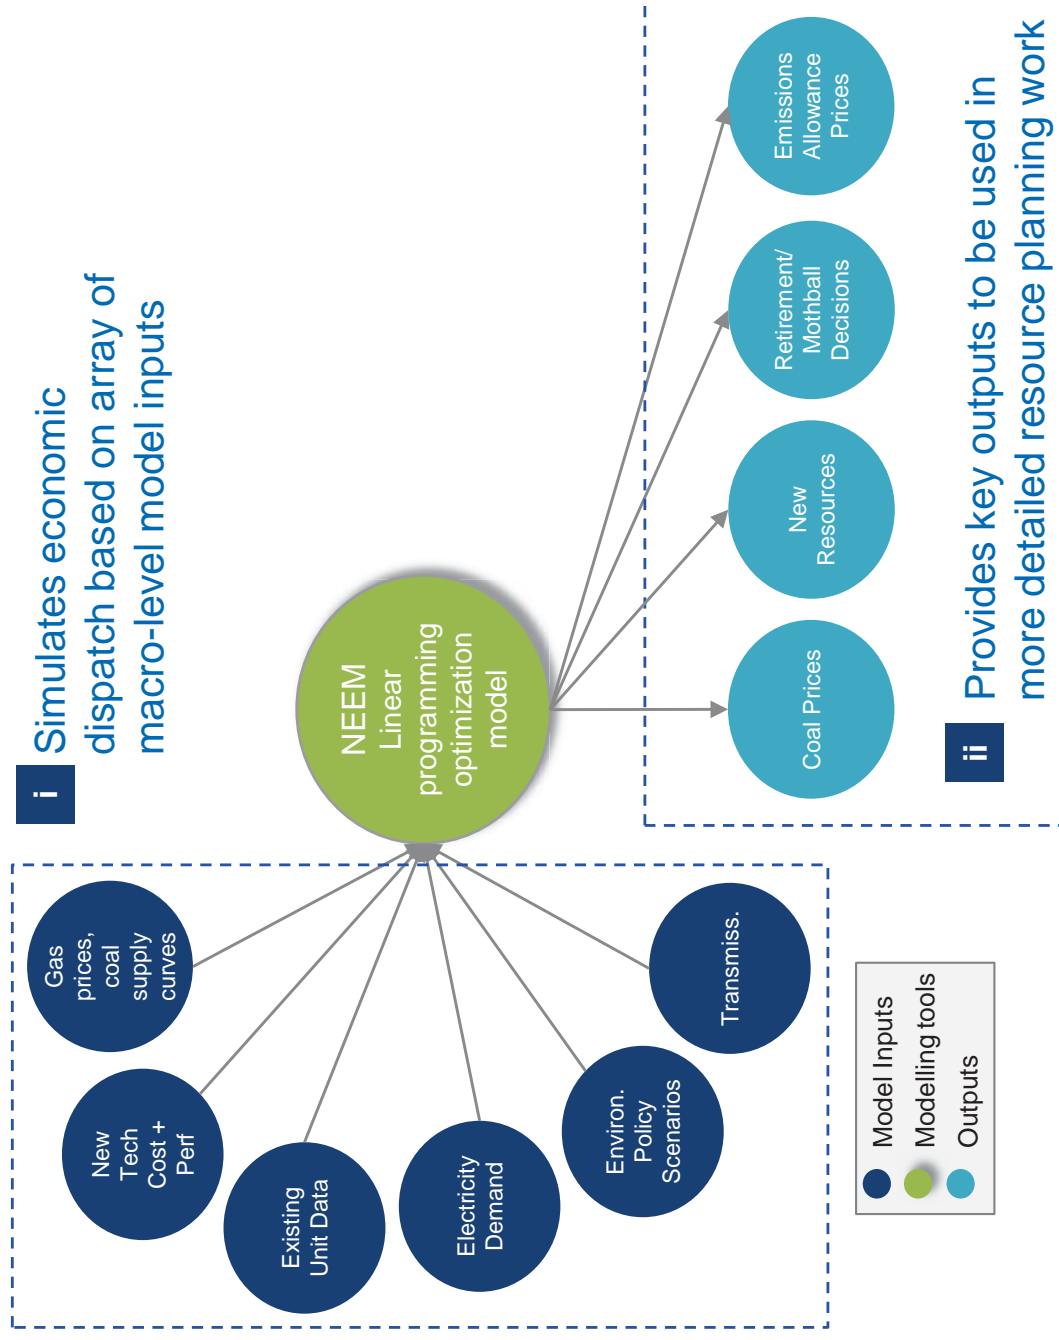 i
Simulates economic
dispatch based on array of
macro-level model inputs
Gas
prices,
coal
supply
curves
New
Tech
Cost +
Perf
Existing
Unit Data
Electricity
Demand
Environ.
Policy
Scenarios
Transmiss.
NEEM
Linear
programming
optimization
model
Coal Prices
New
Resources
Retirement/
Mothball
Decisions
Emissions
Allowance
Prices
ii
Provides key outputs to be used in
more detailed resource planning work
Model Inputs
Modelling tools
Outputs